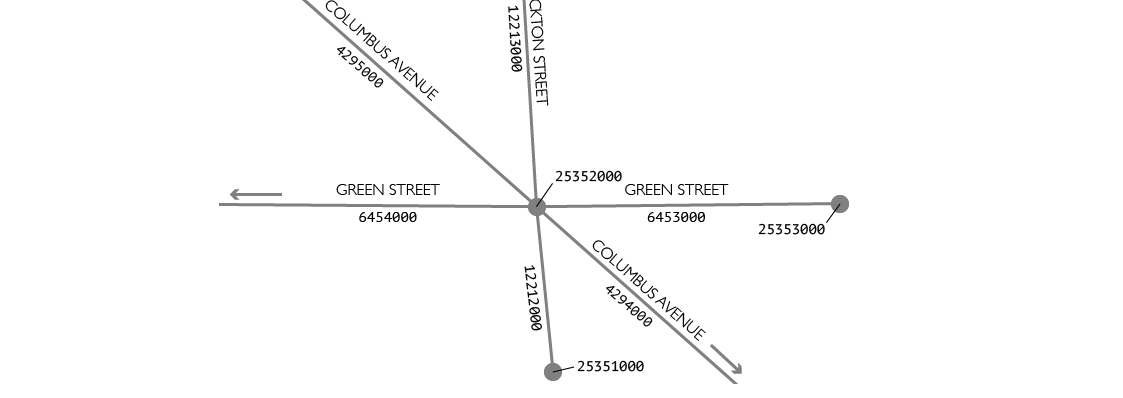 COLUMBUS AVENUE
4295000
CKTON STREET
12213000
25352000
GREEN STREET
6454000
GREEN STREET
6453000
25353000
COLUMBUS AVENUE
4294000
12212000
25351000